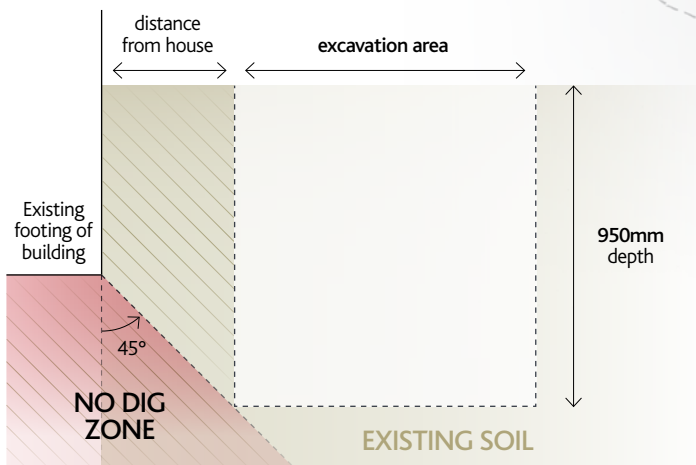 distance
from house
excavation area
Existing
footing of
building
950mm
depth
45°
NO DIG
ZONE
EXISTING SOIL